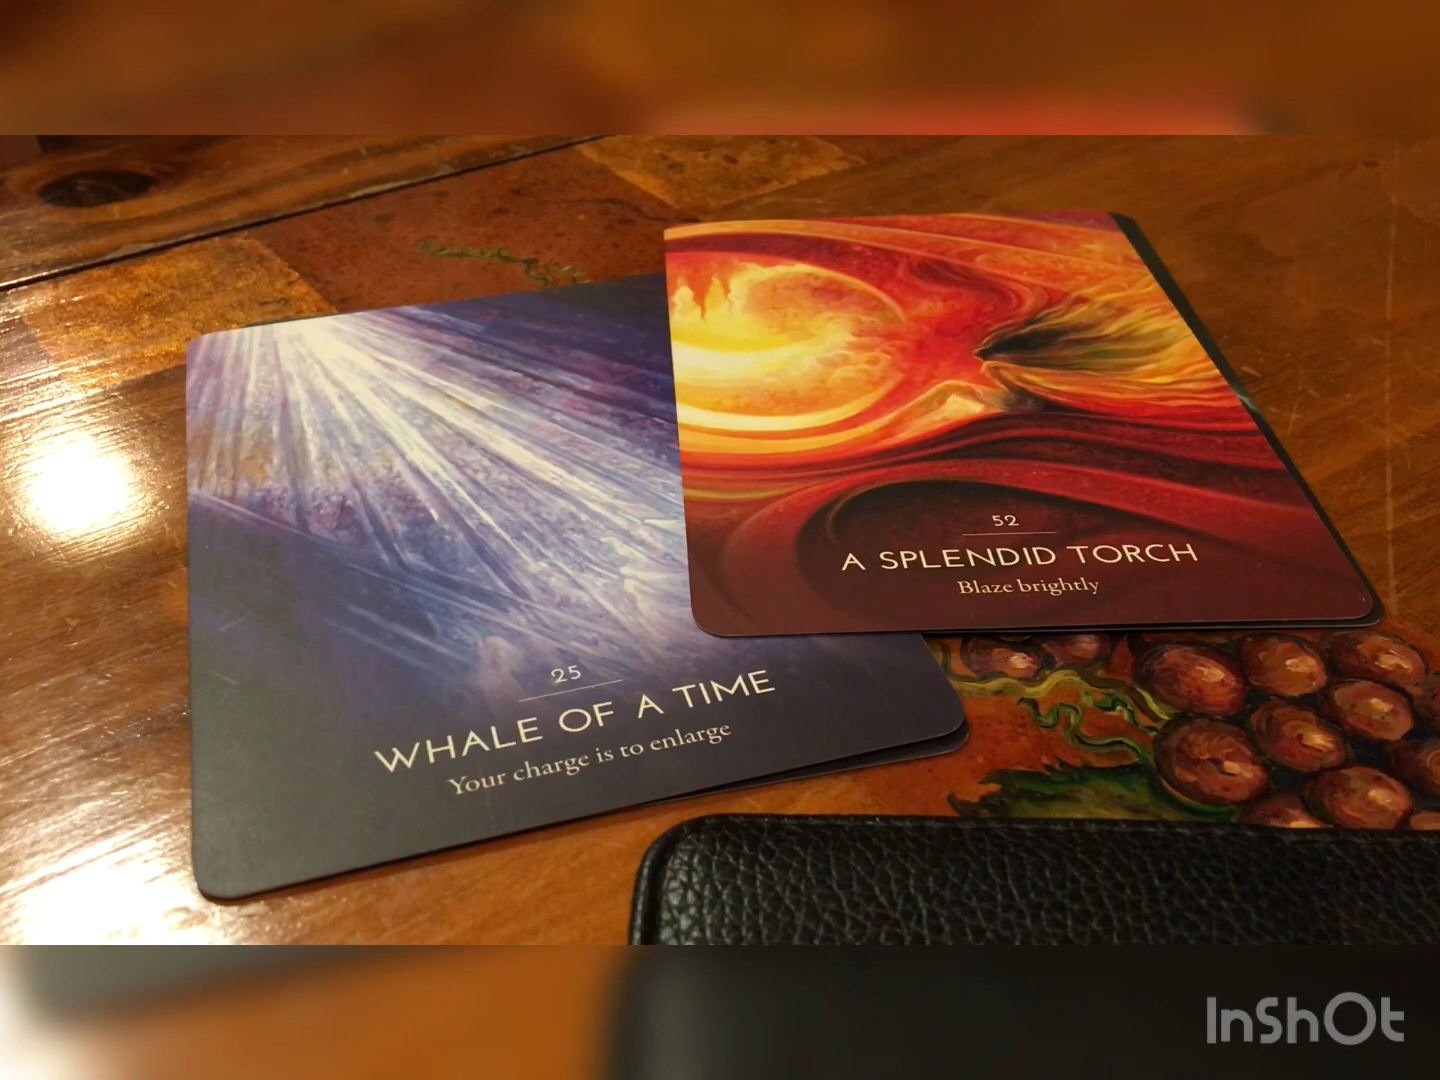 25
WHALE OF A TIME
Your charge is to enlarge
52
A SPLENDID TORCH
Blaze brightly
InShOt